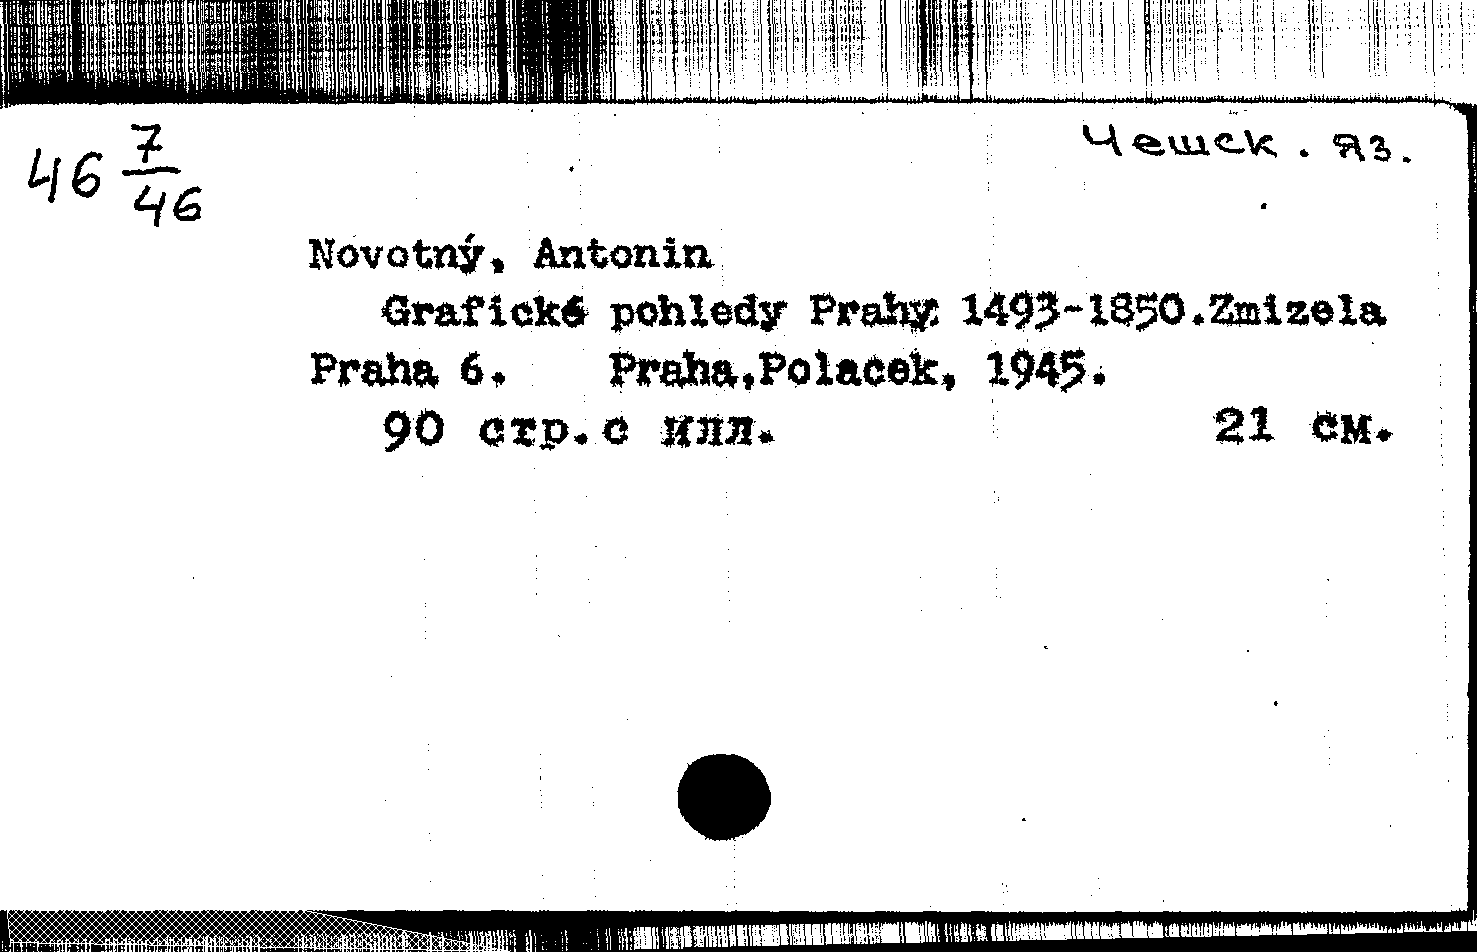 46 7/46
Чешск. яз.
Novotný, Antonin
Grafické pohledy Prahy 1493-1850.Zmizela
Praha 6. Praha,Polacek, 1945.
90 стр.с илл. 21 см.